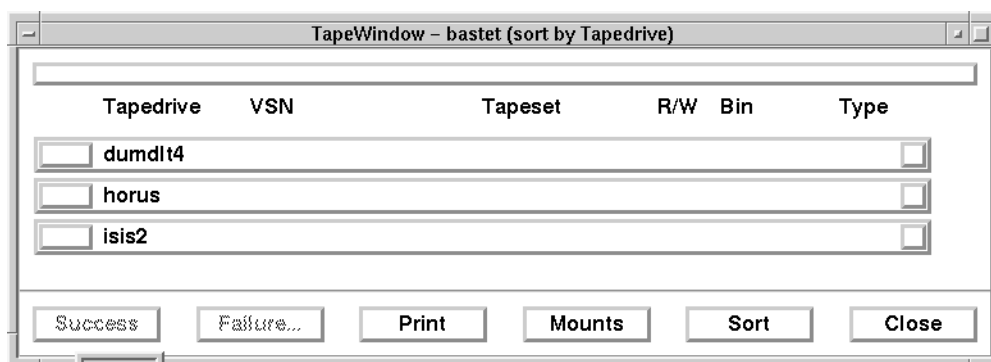 TapeWindow – bastet (sort by Tapedrive)
Tapedrive VSN Tapeset R/W Bin Type
dumdlt4
horus
isis2
Success Failure... Print Mounts Sort Close